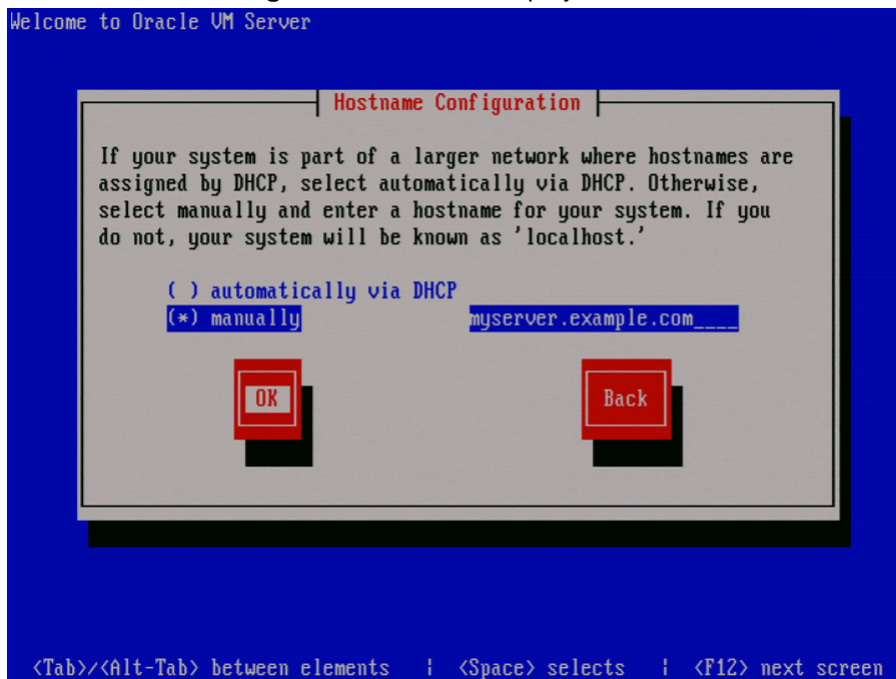 Welcome to Oracle VM Server
Hostname Configuration
If your system is part of a larger network where hostnames are
assigned by DHCP, select automatically via DHCP. Otherwise,
select manually and enter a hostname for your system. If you
do not, your system will be known as 'localhost.'
( ) automatically via DHCP
(*) manually myserver.example.com____
OK Back
<Tab>/<Alt-Tab> between elements | <Space> selects | <F12> next screen